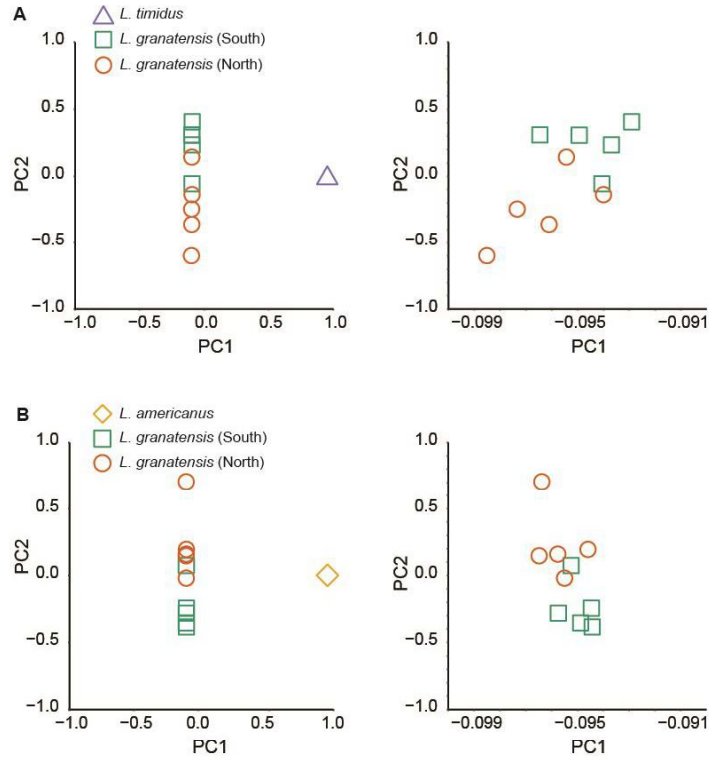 A
L. timidus
L. granatensis (South)
L. granatensis (North)
1.0
0.5
0.0
−0.5
−1.0
PC2
−1.0 −0.5 0.0 0.5 1.0
PC1
1.0
0.5
0.0
−0.5
−1.0
PC2
−0.099 −0.095 −0.091
PC1
B
L. americanus
L. granatensis (South)
L. granatensis (North)
1.0
0.5
0.0
−0.5
−1.0
PC2
−1.0 −0.5 0.0 0.5 1.0
PC1
1.0
0.5
0.0
−0.5
−1.0
PC2
−0.099 −0.095 −0.091
PC1